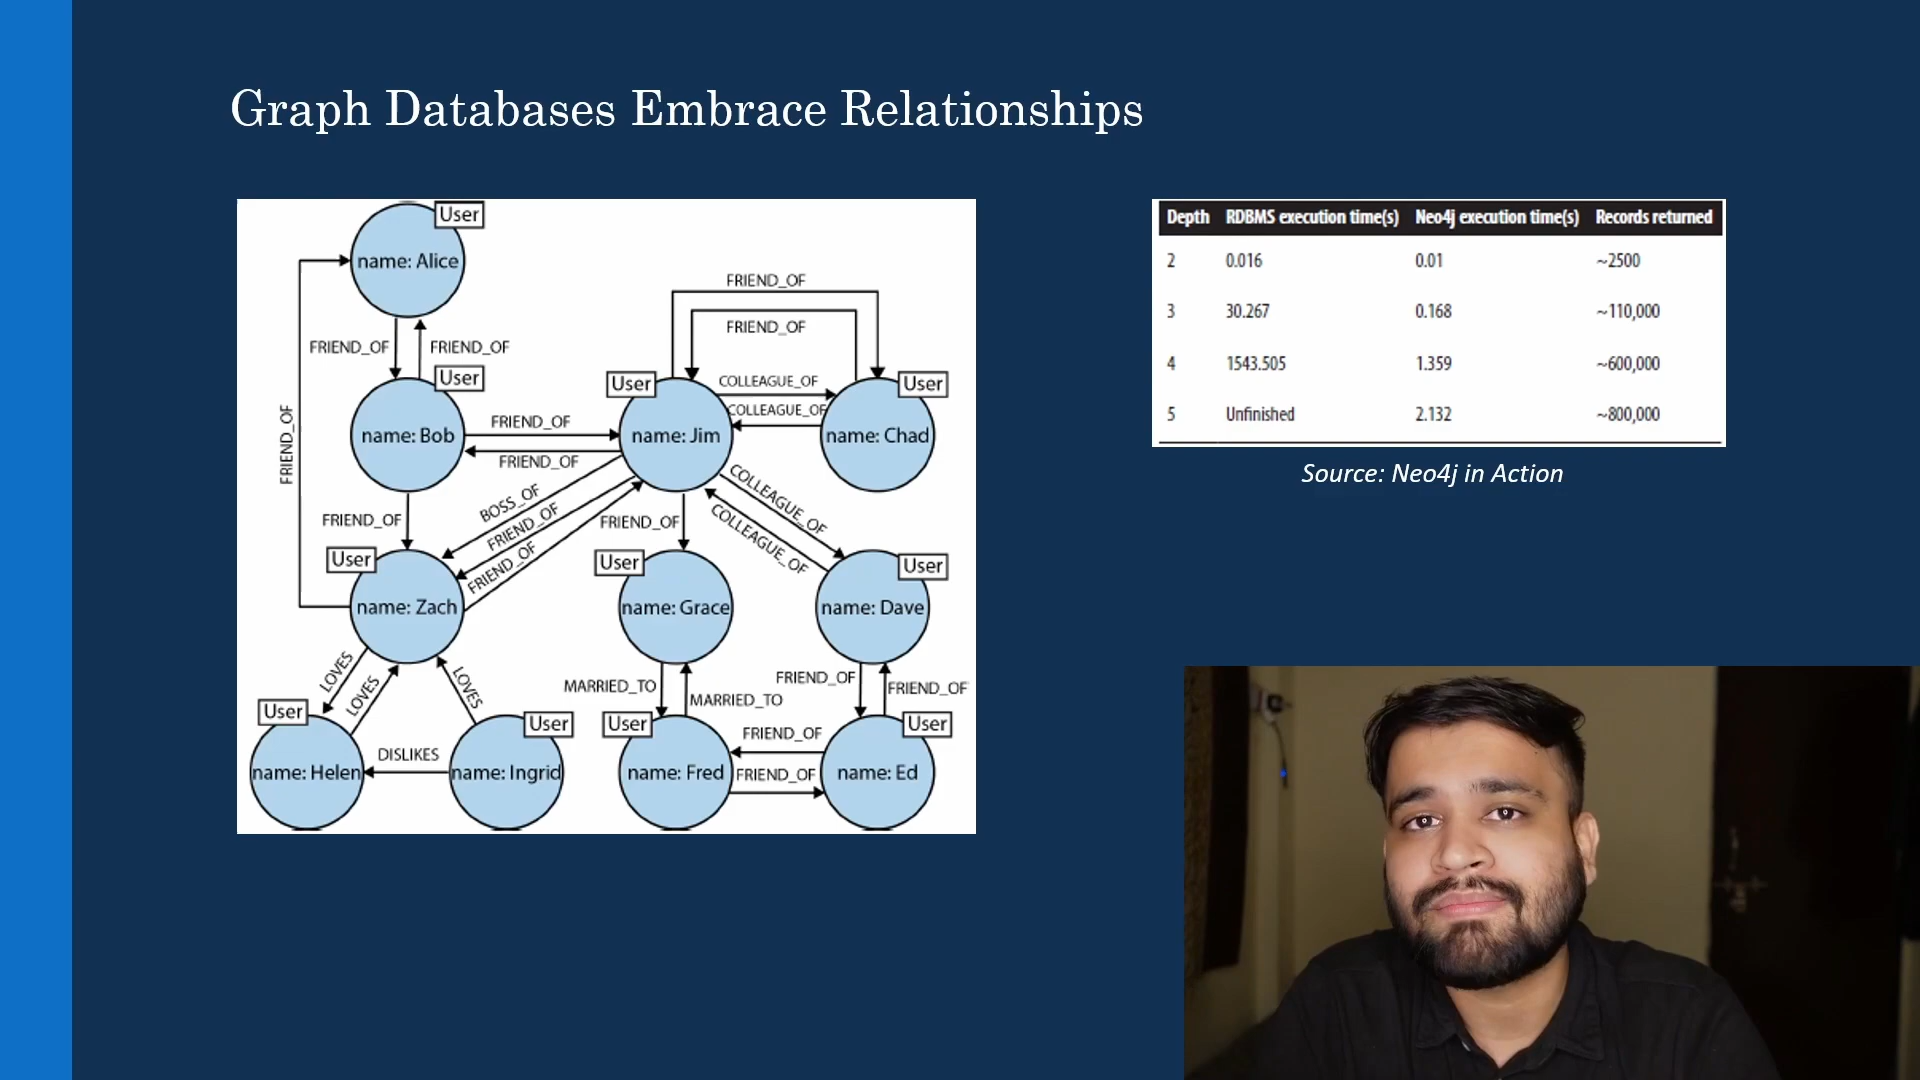 Graph Databases Embrace Relationships
User
name: Alice
FRIEND_OF
FRIEND_OF
FRIEND_OF
FRIEND_OF
FRIEND_OF
User
name: Bob
FRIEND_OF
FRIEND_OF
User
name: Jim
COLLEAGUE_OF
COLLEAGUE_OF
User
name: Chad
FRIEND_OF
BOSS_OF
FRIEND_OF
FRIEND_OF
FRIEND_OF
COLLEAGUE_OF
COLLEAGUE_OF
User
name: Zach
User
name: Grace
User
name: Dave
LOVES
LOVES
LOVES
MARRIED_TO
MARRIED_TO
FRIEND_OF
FRIEND_OF
User
name: Helen
DISLIKES
User
name: Ingrid
User
name: Fred
FRIEND_OF
FRIEND_OF
User
name: Ed
Depth RDBMS execution time(s) Neo4j execution time(s) Records returned
2 0.016 0.01 ~2500
3 30.267 0.168 ~110,000
4 1543.505 1.359 ~600,000
5 Unfinished 2.132 ~800,000
Source: Neo4j in Action